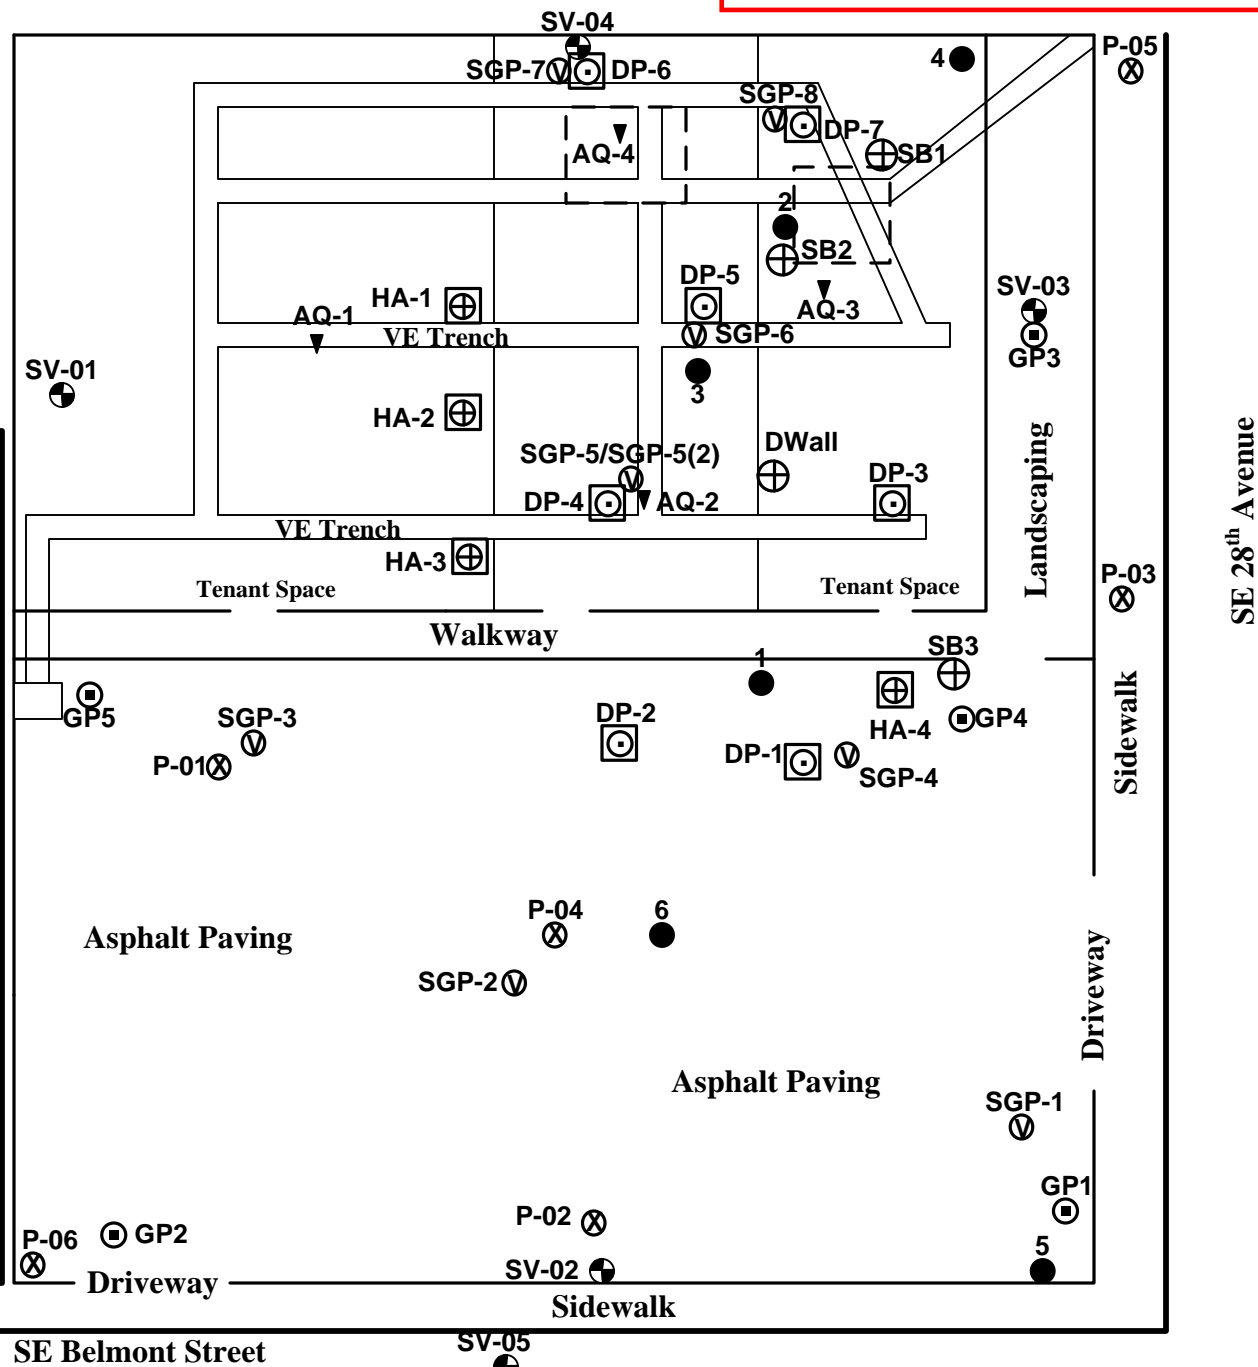 SV-04
4
P-05
SGP-7
V
DP-6
X
SGP-8
V
DP-7
AQ-4
SB1
2
SB2
DP-5
SV-03
HA-1
AQ-1
AQ-3
VE Trench
V
SGP-6
GP3
SV-01
3
HA-2
DWall
SGP-5/SGP-5(2)
V
DP-3
DP-4
AQ-2
Landscaping
SE 28th Avenue
VE Trench
HA-3
Tenant Space
Tenant Space
P-03
X
Walkway
SB3
1
GP5
SGP-3
V
DP-2
HA-4
GP4
P-01
X
DP-1
V
SGP-4
Sidewalk
P-04
X
6
Asphalt Paving
SGP-2
V
Driveway
Asphalt Paving
SGP-1
V
GP1
P-02
X
GP2
P-06
X
5
SV-02
Driveway
Sidewalk
SV-05
SE Belmont Street